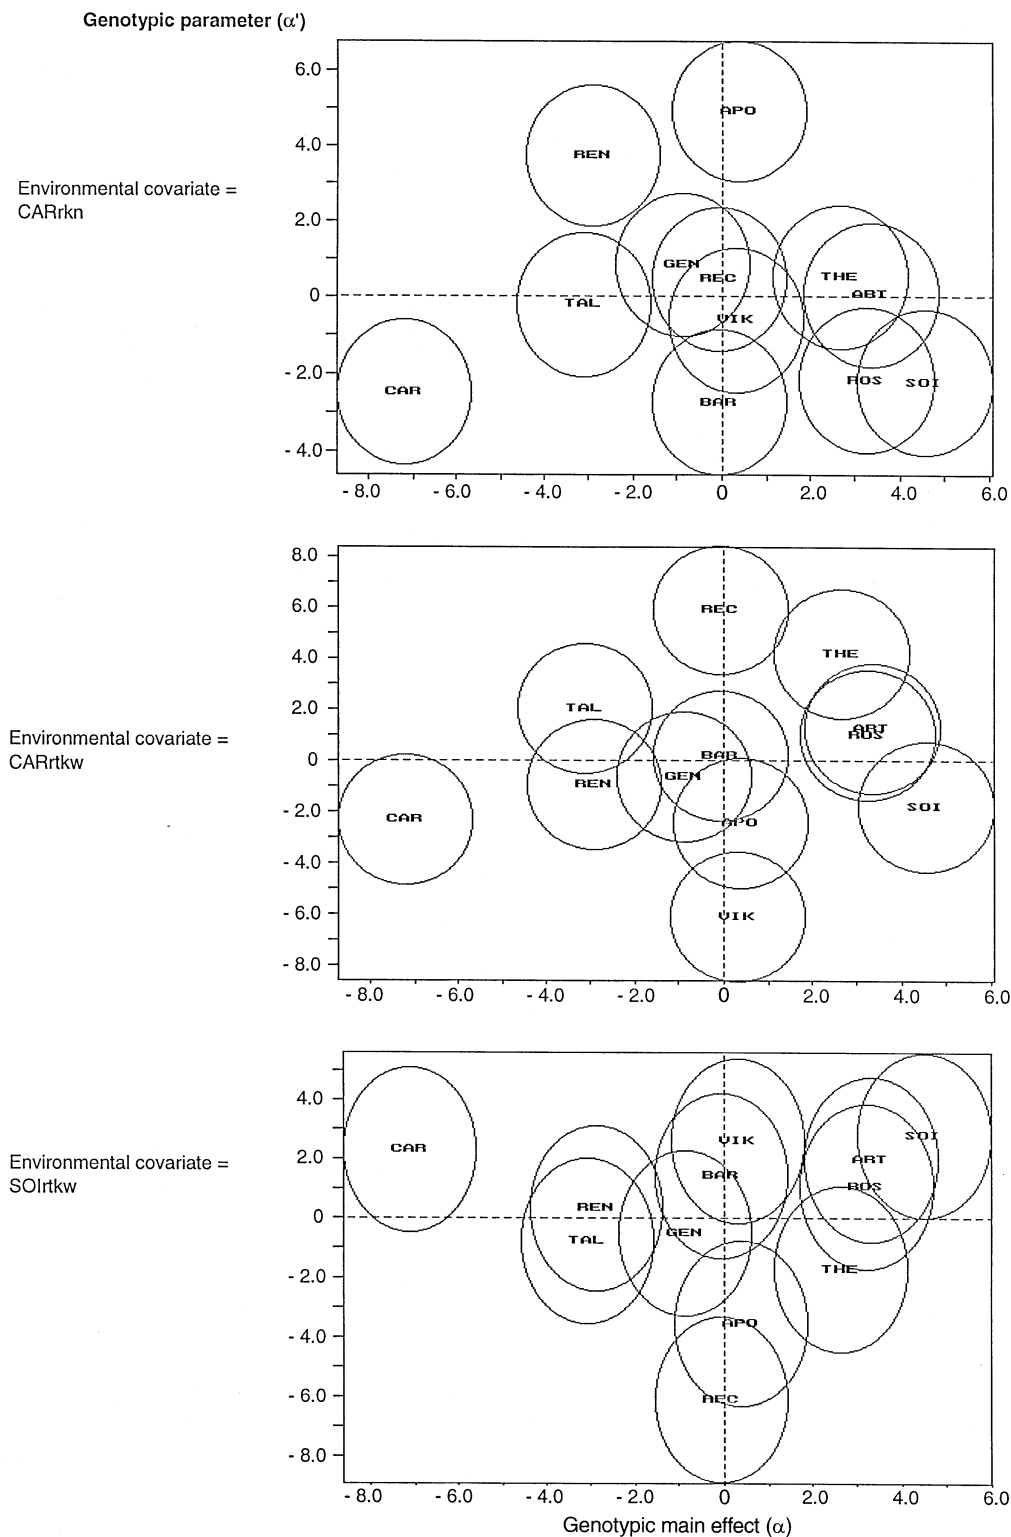 Genotypic parameter (α')
6.0
APO
4.0
REN
Environmental covariate =
CARrkn
2.0
GEN
REC
THE
ART
0
TAL
VIK
- 2.0
CAR
ROS
SOI
BAR
- 4.0
- 8.0 - 6.0 - 4.0 - 2.0 0 2.0 4.0 6.0
8.0
6.0
REC
4.0
THE
2.0
TAL
ART
ROS
Environmental covariate =
CARrtkw
0
BAR
GEN
REN
SOI
- 2.0
CAR
APO
- 4.0
- 6.0
VIK
- 8.0
- 8.0 - 6.0 - 4.0 - 2.0 0 2.0 4.0 6.0
4.0
CAR
VIK
SOI
2.0
ART
Environmental covariate =
SOIrtkw
BAR
ROS
REN
0
TAL
GEN
- 2.0
THE
- 4.0
APO
- 6.0
REC
- 8.0
- 8.0 - 6.0 - 4.0 - 2.0 0 2.0 4.0 6.0
Genotypic main effect (α)